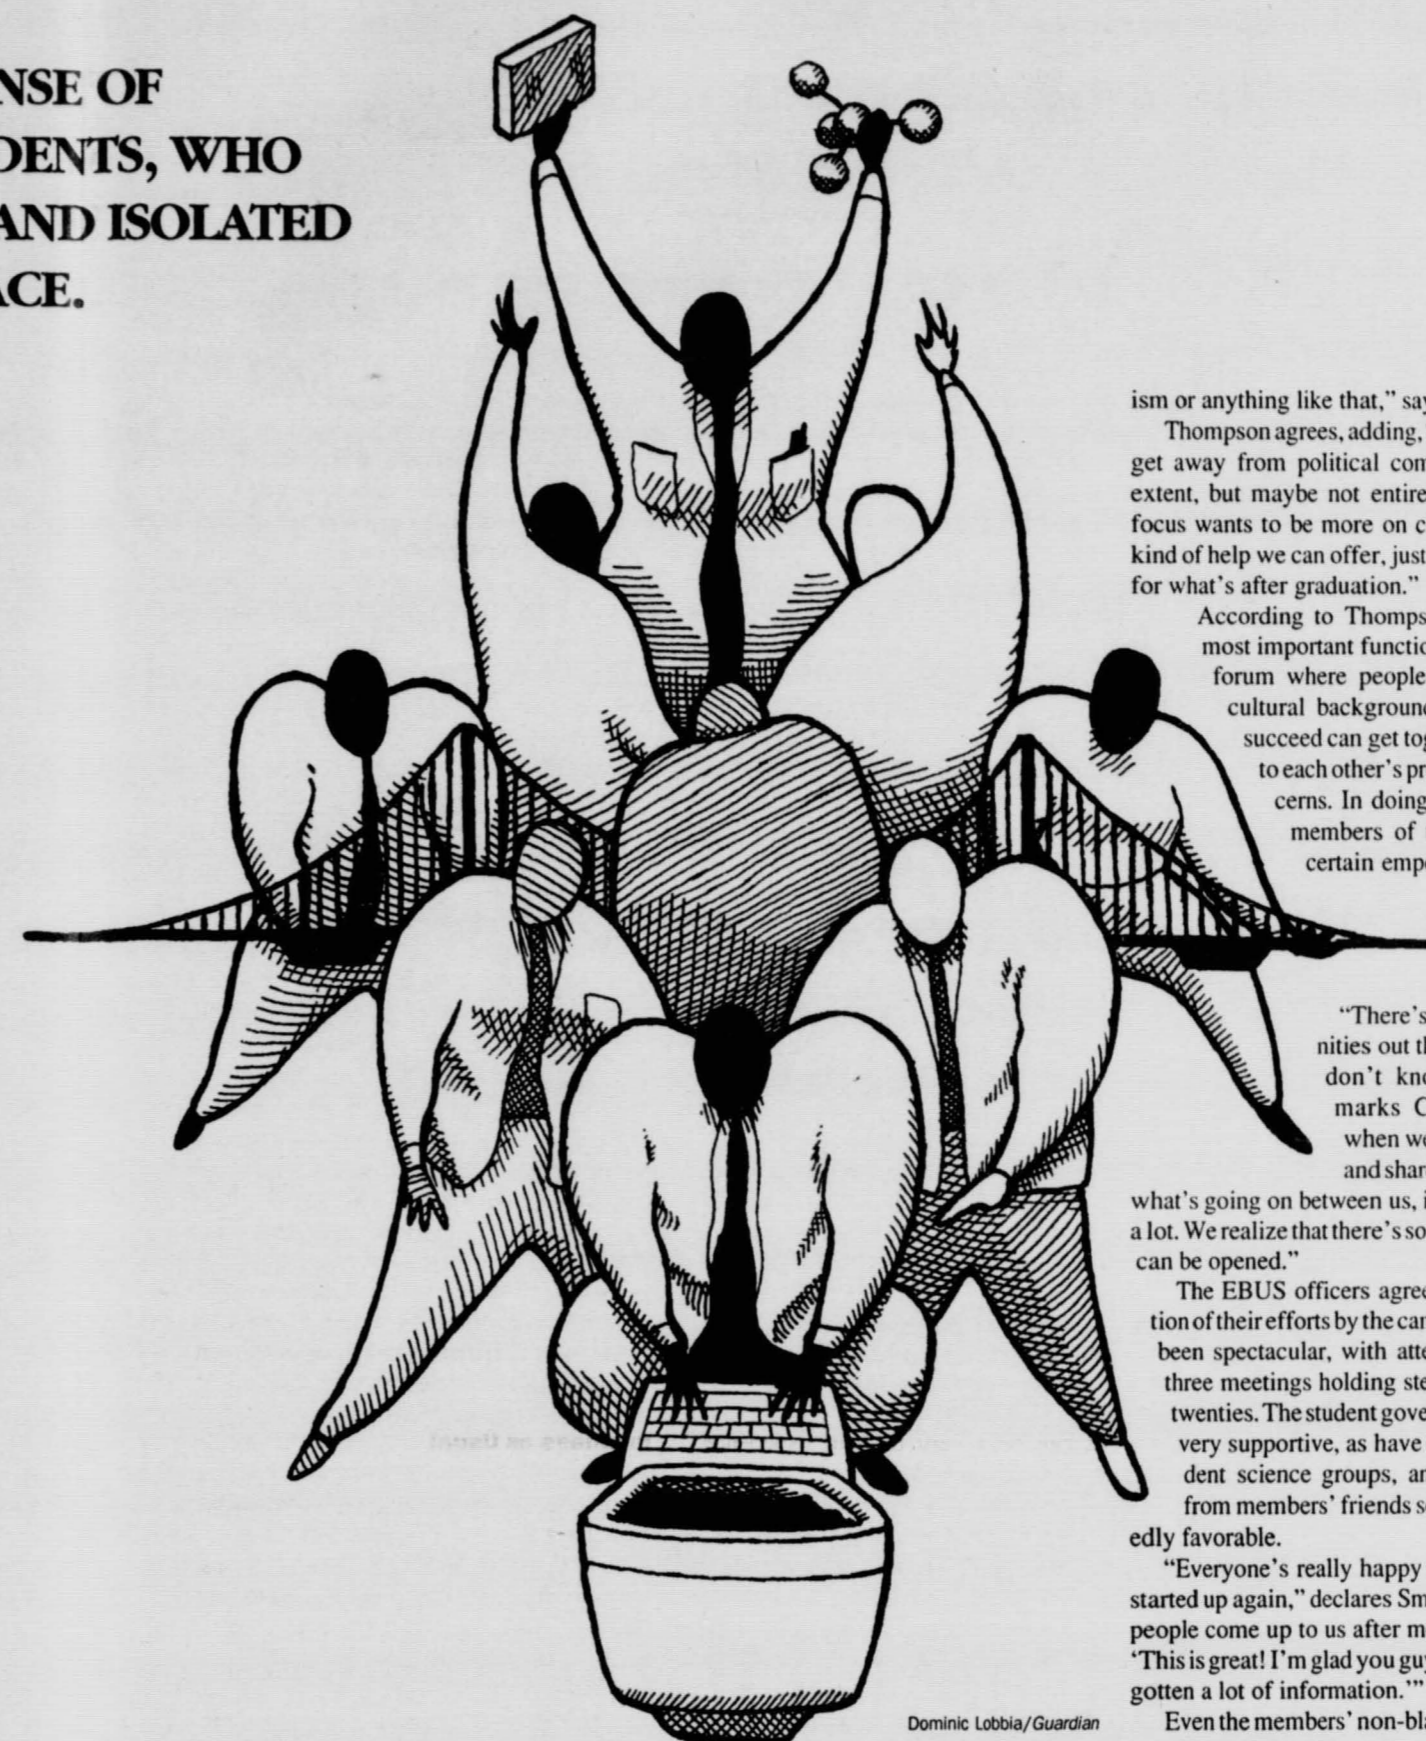 NSE OF
DENTS, WHO
AND ISOLATED
ACE.
ism or anything like that,” say
Thompson agrees, adding,
get away from political com
extent, but maybe not entire
focus wants to be more on c
kind of help we can offer, just
for what's after graduation.”
According to Thomps
most important functio
forum where people
cultural background
succeed can get tog
to each other's pr
cerns. In doing
members of
certain emp
“There's
nities out th
don't kno
marks C
when we
and shar
what's going on between us, i
a lot. We realize that there's so
can be opened.”
The EBUS officers agree
tion of their efforts by the car
been spectacular, with atte
three meetings holding ste
twenties. The student gove
very supportive, as have
dent science groups, an
from members' friends s
edly favorable.
“Everyone's really happy
started up again,” declares Sm
people come up to us after m
‘This is great! I'm glad you guy
gotten a lot of information.’”
Dominic Lobbia/Guardian
Even the members' non-bla